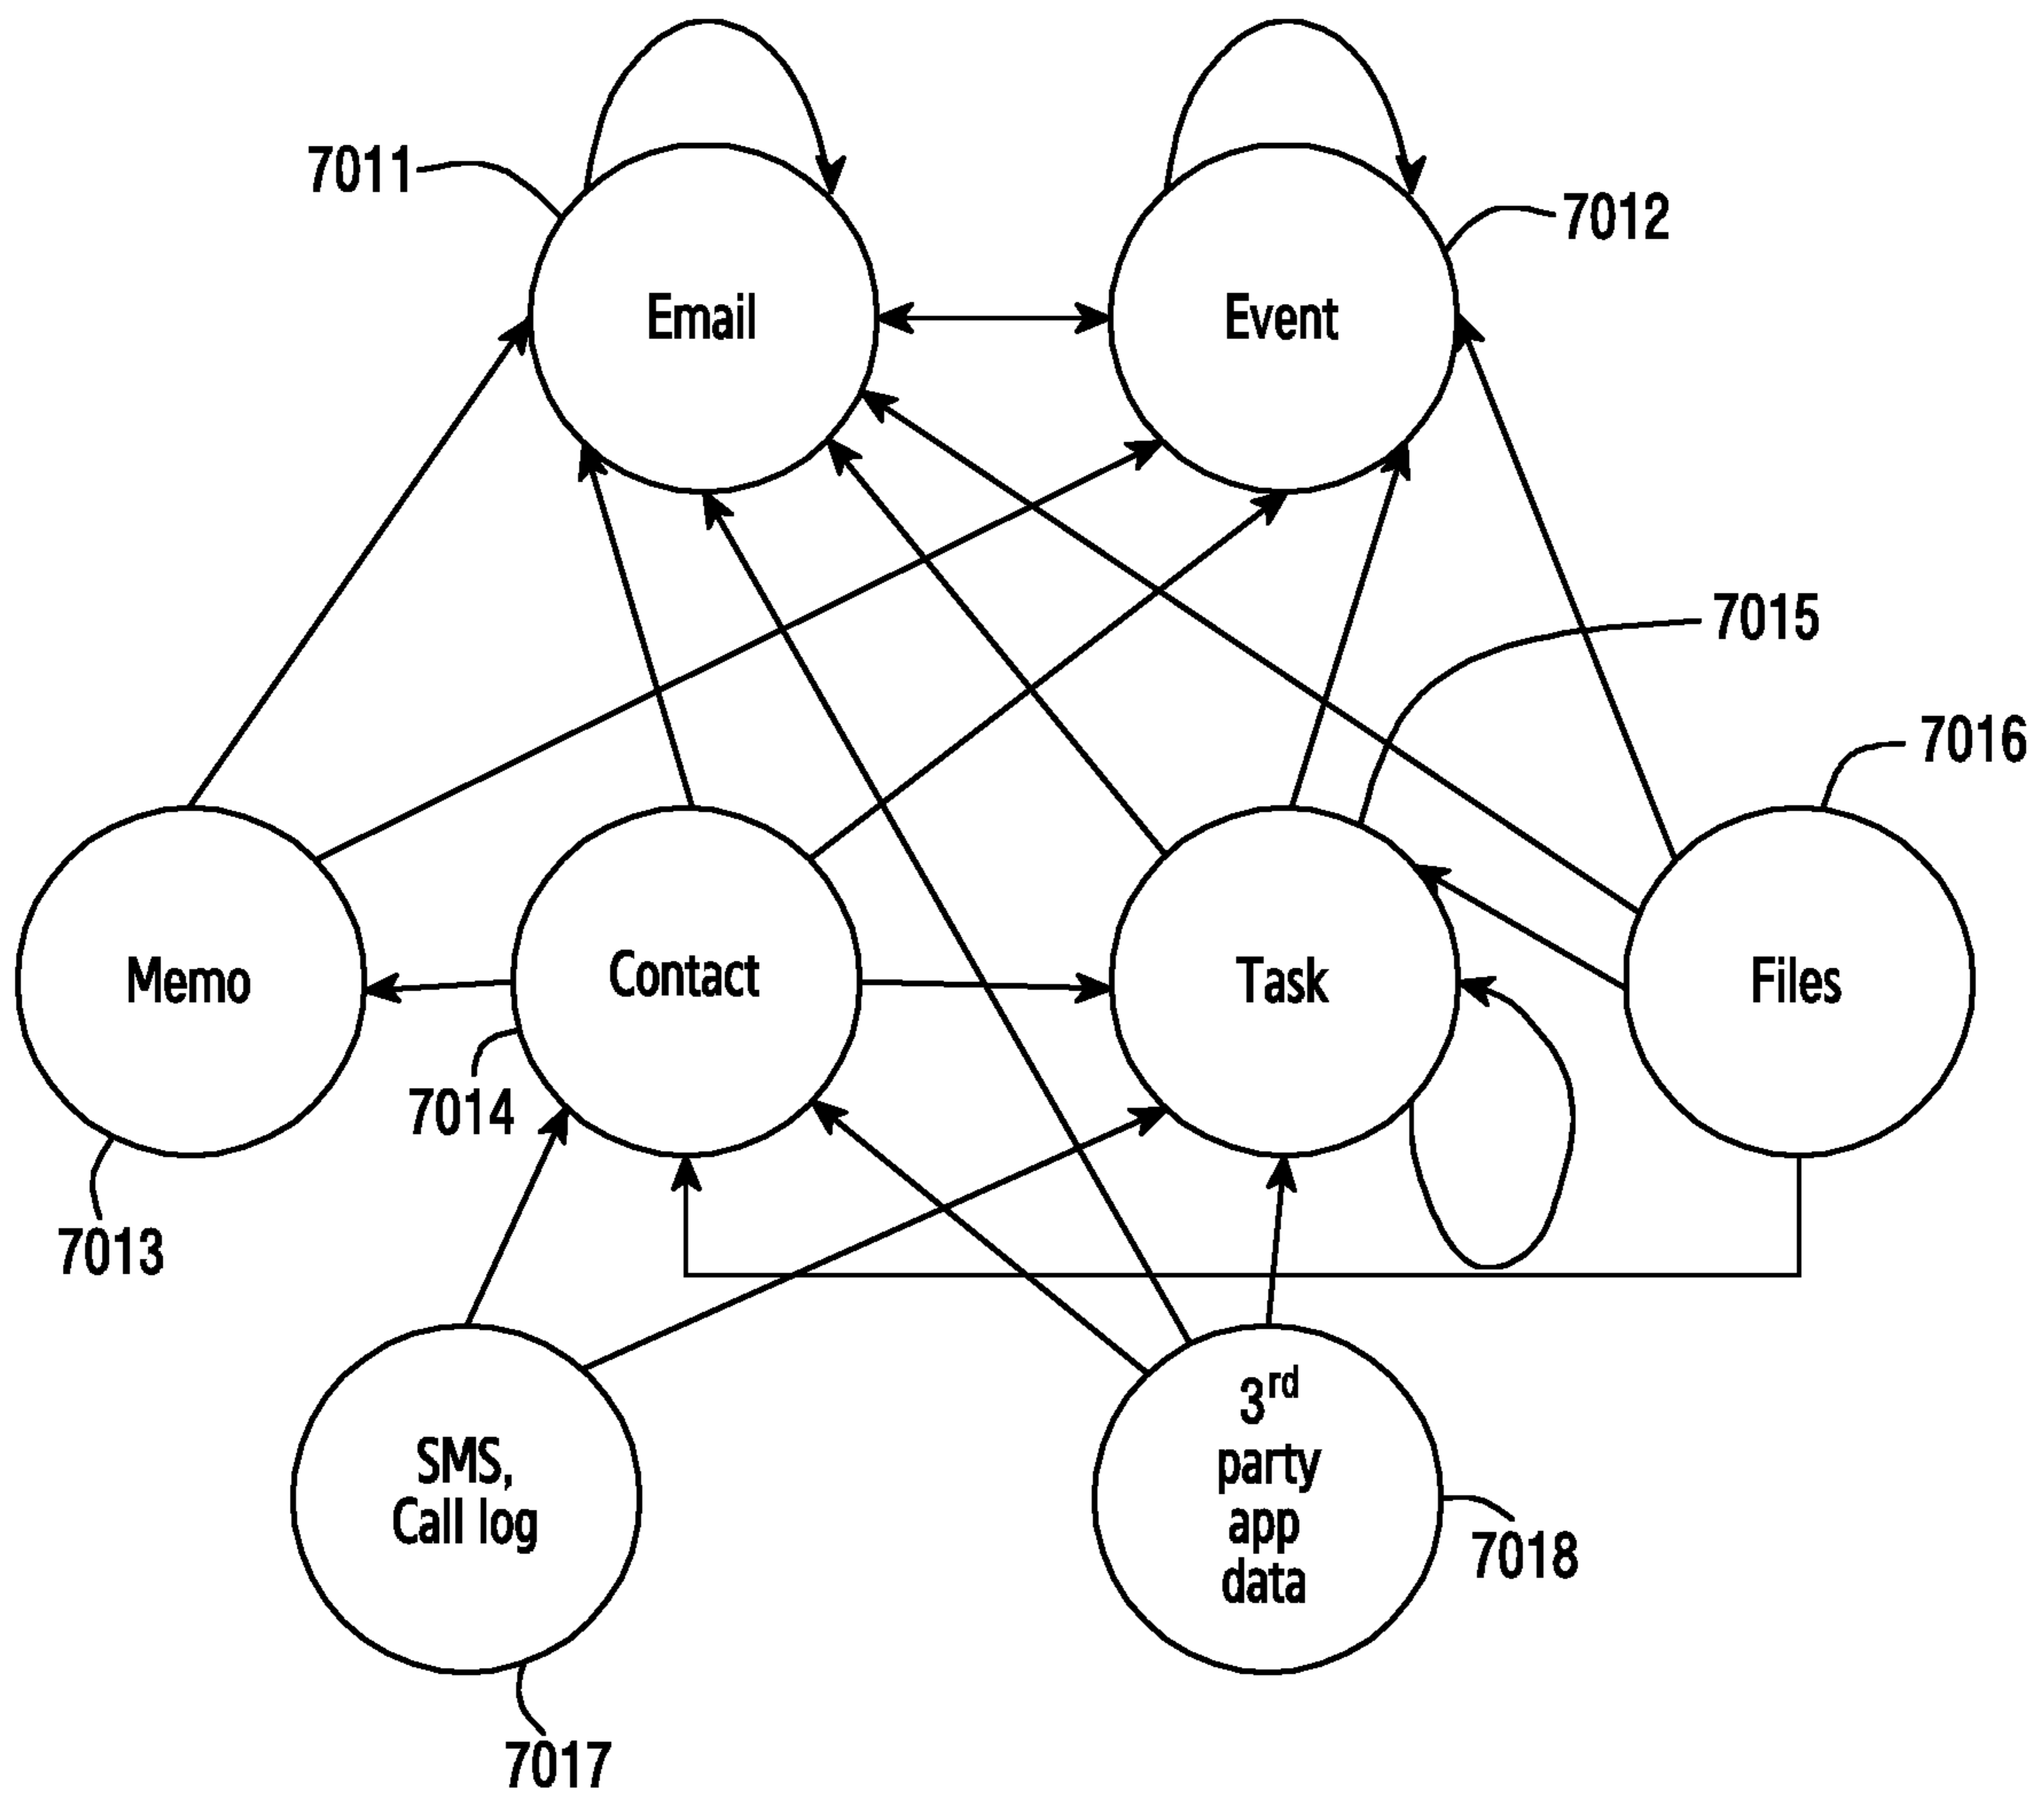 7011
7012
Email
Event
7015
7016
Memo
Contact
Task
Files
7014
7013
3rd
party
app
data
SMS,
Call log
7018
7017